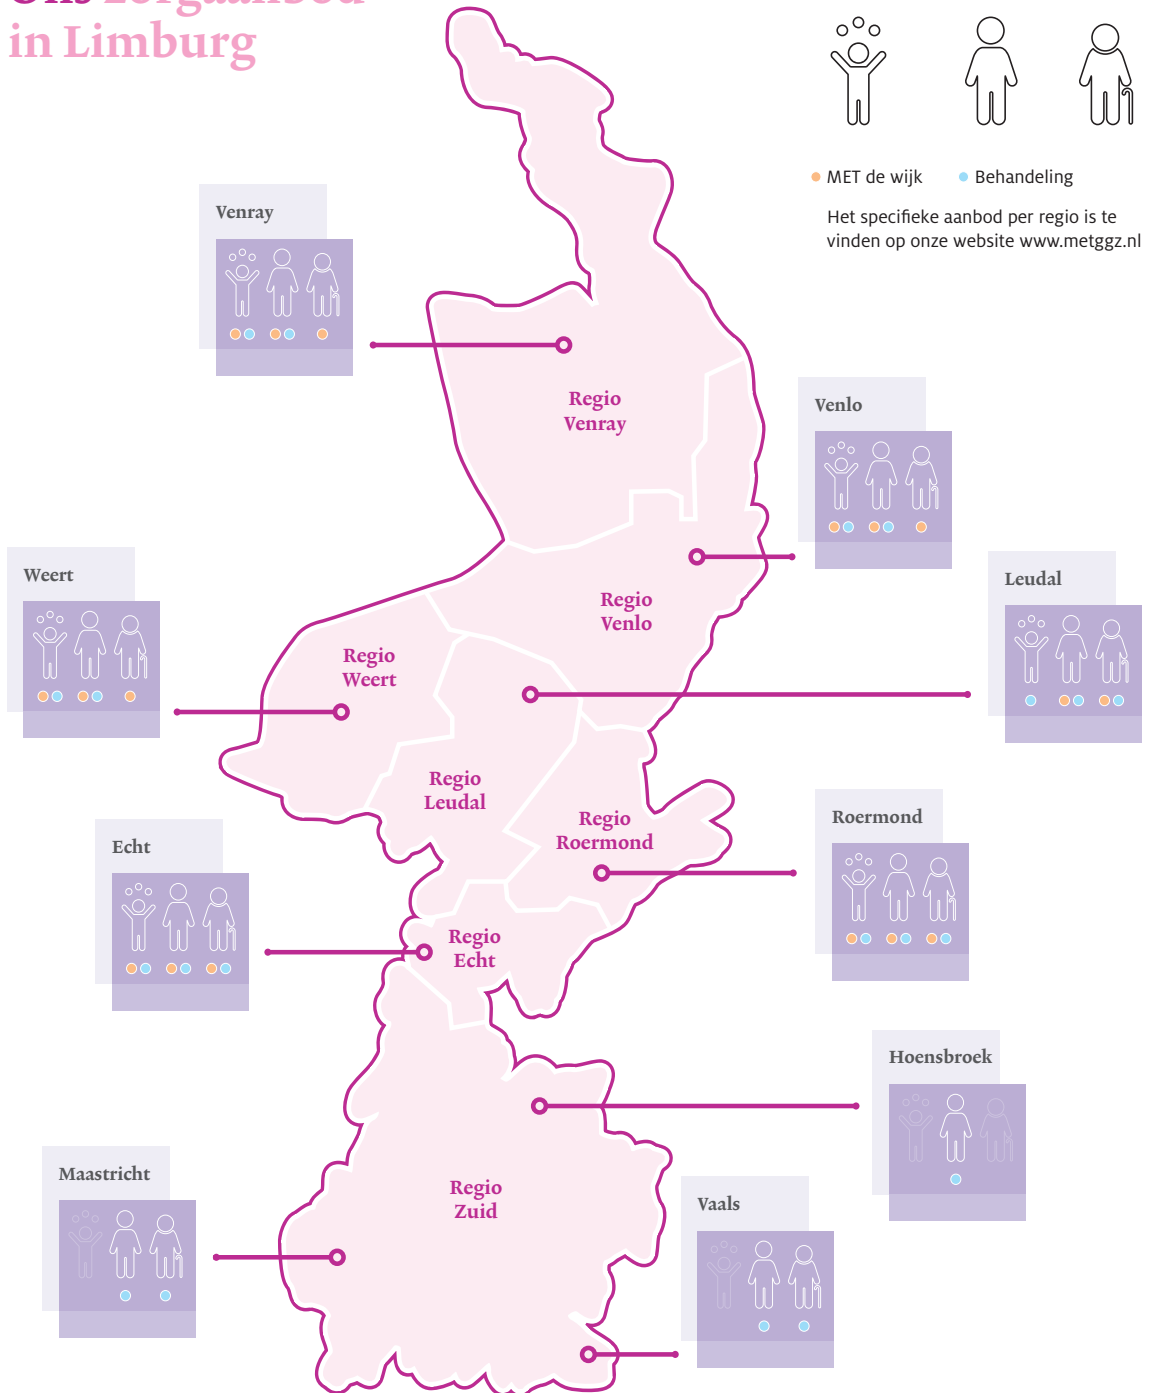 Ons zorgaanbod
in Limburg
MET de wijk
Behandeling
Het specifieke aanbod per regio is te
vinden op onze website www.metggz.nl
Venray
Regio
Venray
Venlo
Weert
Leudal
Regio
Venlo
Regio
Weert
Regio
Leudal
Regio
Roermond
Roermond
Echt
Regio
Echt
Hoensbroek
Maastricht
Regio
Zuid
Vaals